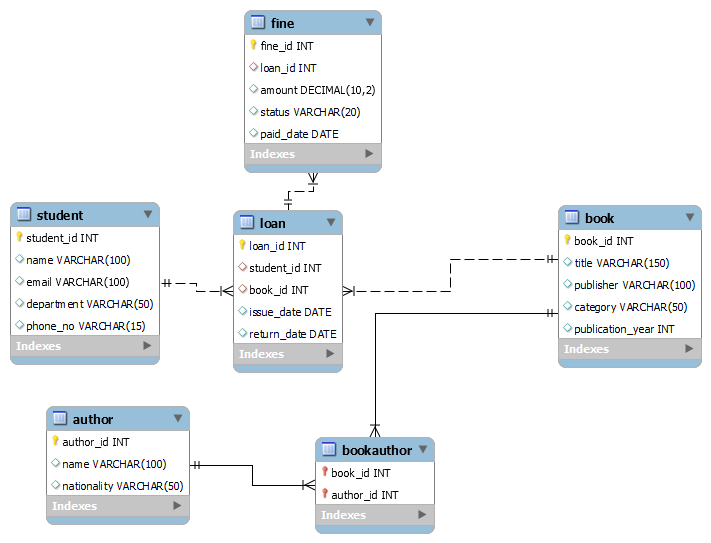 fine
fine_id INT
loan_id INT
amount DECIMAL(10,2)
status VARCHAR(20)
paid_date DATE
Indexes
student
student_id INT
name VARCHAR(100)
email VARCHAR(100)
department VARCHAR(50)
phone_no VARCHAR(15)
Indexes
loan
loan_id INT
student_id INT
book_id INT
issue_date DATE
return_date DATE
Indexes
book
book_id INT
title VARCHAR(150)
publisher VARCHAR(100)
category VARCHAR(50)
publication_year INT
Indexes
author
author_id INT
name VARCHAR(100)
nationality VARCHAR(50)
Indexes
bookauthor
book_id INT
author_id INT
Indexes